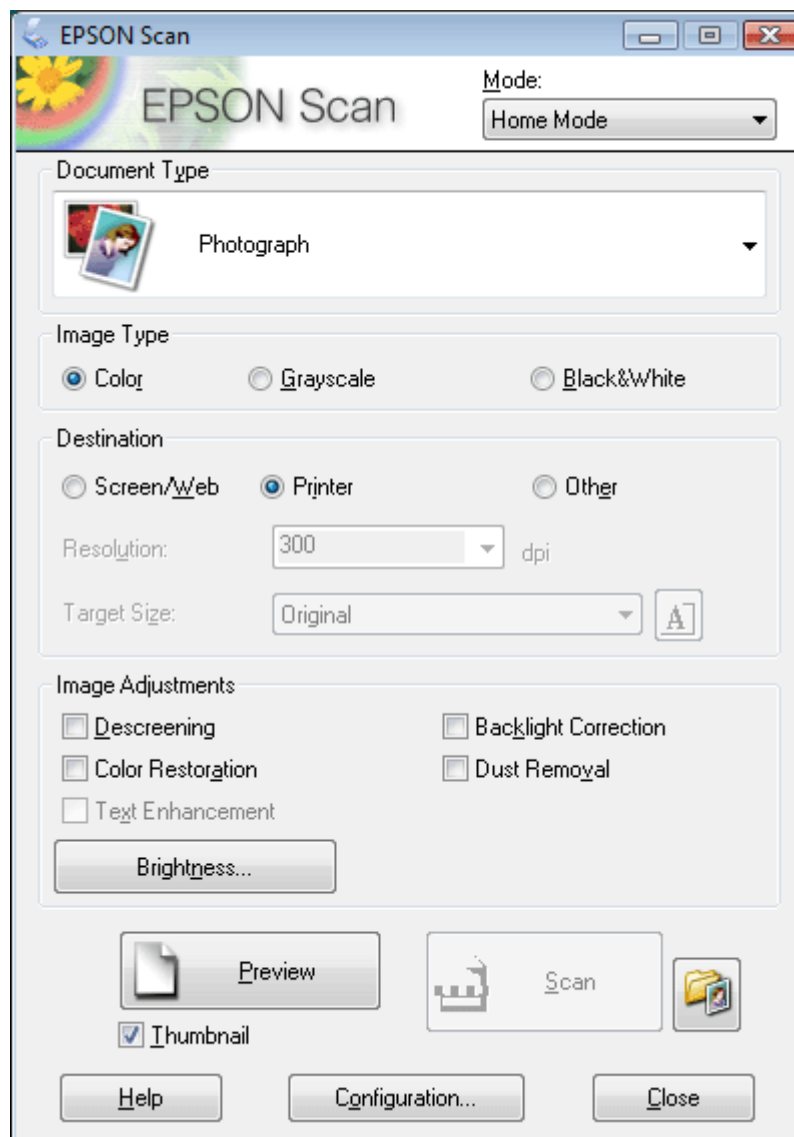 EPSON Scan
EPSON Scan
Mode:
Home Mode
Document Type
Photograph
Image Type
Color Grayscale Black&White
Destination
Screen/Web Printer Other
Resolution: 300 dpi
Target Size: Original A
Image Adjustments
Descreening Backlight Correction
Color Restoration Dust Removal
Text Enhancement
Brightness...
Preview Scan
Thumbnail
Help Configuration... Close